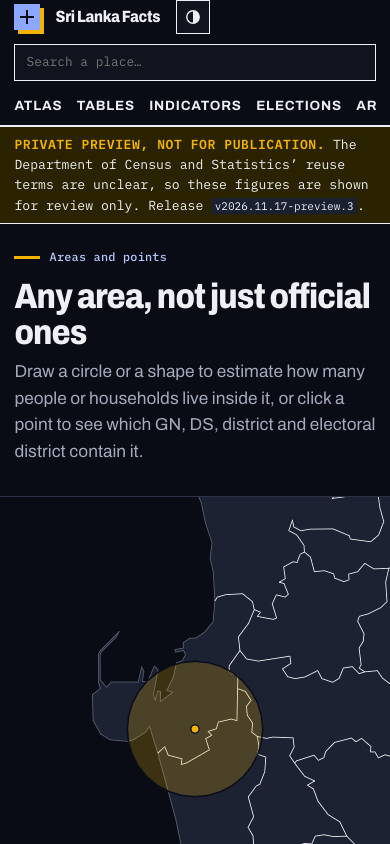 Sri Lanka Facts
Search a place…
ATLAS TABLES INDICATORS ELECTIONS AR
PRIVATE PREVIEW, NOT FOR PUBLICATION. The
Department of Census and Statistics’ reuse
terms are unclear, so these figures are shown
for review only. Release v2026.11.17-preview.3.
Areas and points
Any area, not just official
ones
Draw a circle or a shape to estimate how many
people or households live inside it, or click a
point to see which GN, DS, district and electoral
district contain it.